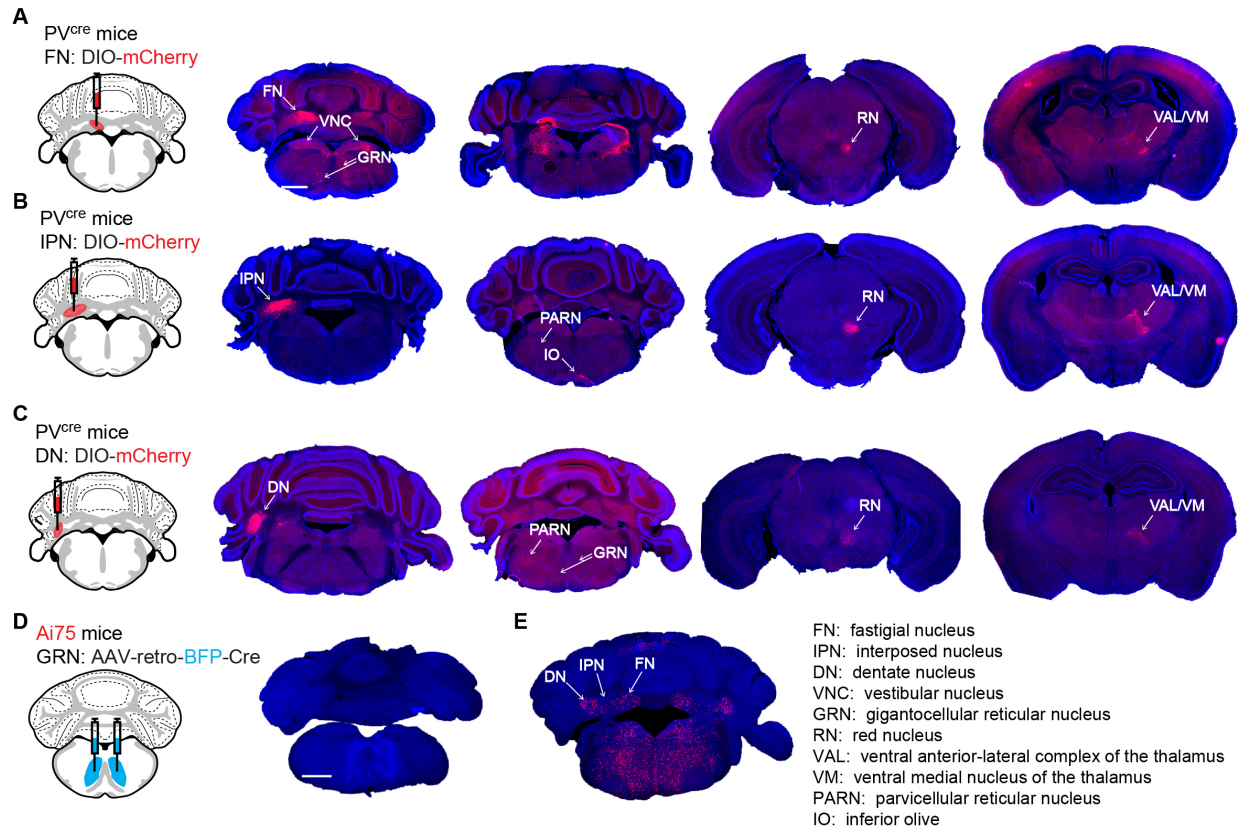 A
PVcre mice
FN: DIO-mCherry
FN
VNC
GRN
RN
VAL/VM
B
PVcre mice
IPN: DIO-mCherry
IPN
PARN
IO
RN
VAL/VM
C
PVcre mice
DN: DIO-mCherry
DN
PARN
GRN
RN
VAL/VM
D
Ai75 mice
GRN: AAV-retro-BFP-Cre
E
DN
IPN
FN
FN: fastigial nucleus
IPN: interposed nucleus
DN: dentate nucleus
VNC: vestibular nucleus
GRN: gigantocellular reticular nucleus
RN: red nucleus
VAL: ventral anterior-lateral complex of the thalamus
VM: ventral medial nucleus of the thalamus
PARN: parvicellular reticular nucleus
IO: inferior olive